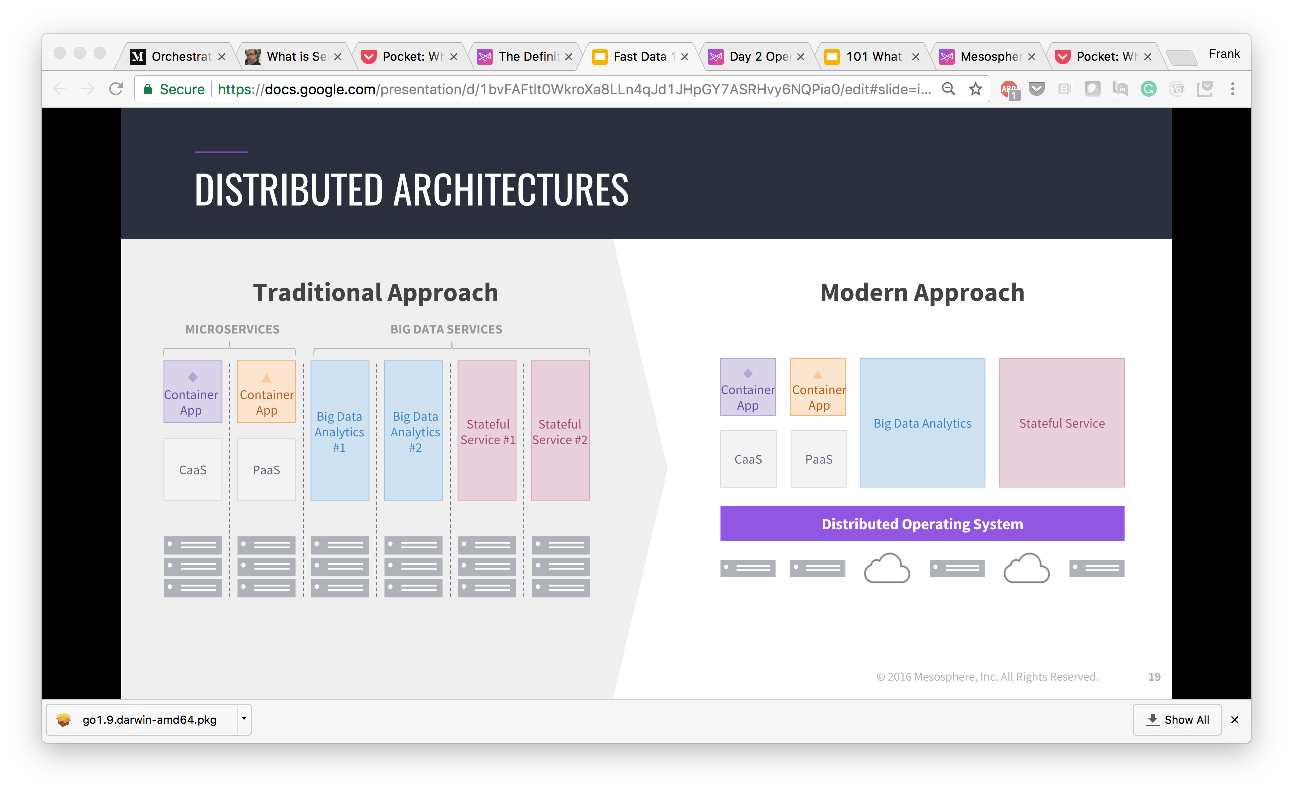 Orchestrat
What is Se
Pocket: Wh
The Definit
Fast Data 1
Day 2 Oper
101 What
Mesospher
Pocket: Wh
Frank
Secure
https://docs.google.com/presentation/d/1bvFAFtlt0WkroXa8LLn4qJd1JHpGY7ASRHvy6NQPia0/edit#slide=i...
DISTRIBUTED ARCHITECTURES
Traditional Approach
MICROSERVICES
BIG DATA SERVICES
Container
App
Container
App
Big Data
Analytics
#1
Big Data
Analytics
#2
Stateful
Service #1
Stateful
Service #2
CaaS
PaaS
Modern Approach
Container
App
Container
App
Big Data Analytics
Stateful Service
CaaS
PaaS
Distributed Operating System
© 2016 Mesosphere, Inc. All Rights Reserved.
19
go1.9.darwin-amd64.pkg
Show All